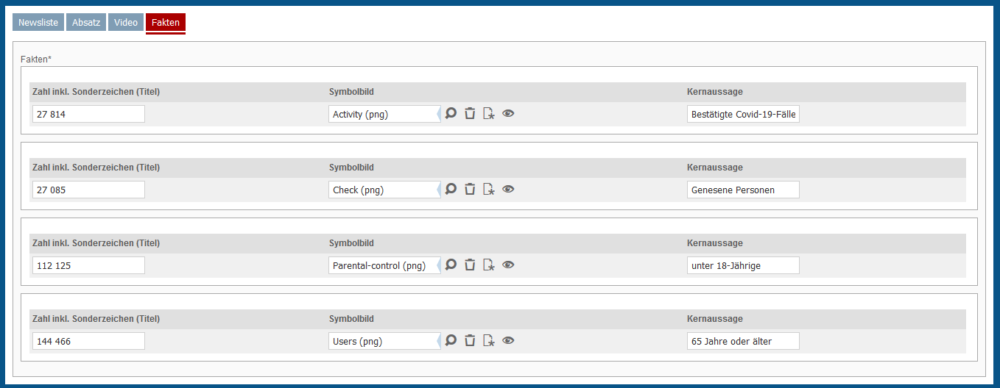 Newsliste Absatz Video Fakten
Fakten*
Zahl inkl. Sonderzeichen (Titel) Symbolbild Kernaussage
27 814 Activity (png) Bestätigte Covid-19-Fälle
Zahl inkl. Sonderzeichen (Titel) Symbolbild Kernaussage
27 085 Check (png) Genesene Personen
Zahl inkl. Sonderzeichen (Titel) Symbolbild Kernaussage
112 125 Parental-control (png) unter 18-Jährige
Zahl inkl. Sonderzeichen (Titel) Symbolbild Kernaussage
144 466 Users (png) 65 Jahre oder älter